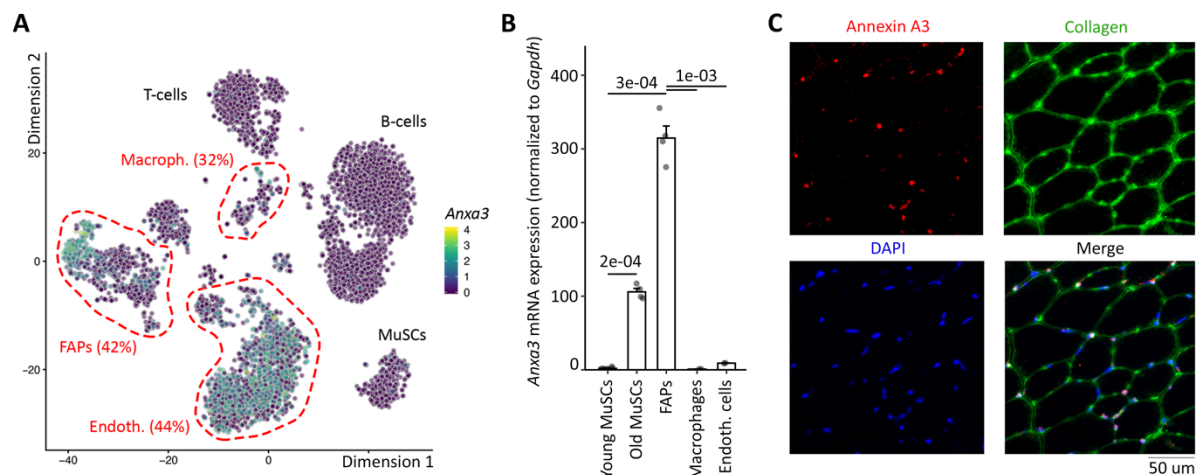 A
Dimension 2
20
0
−20
−40
−20
0
20
Dimension 1
T-cells
B-cells
Macroph. (32%)
FAPs (42%)
Endoth. (44%)
MuSCs
Anxa3
4
3
2
1
0
B
Anxa3 mRNA expression (normalized to Gapdh)
400
300
200
100
0
3e-04
1e-03
2e-04
Young MuSCs
Old MuSCs
FAPs
Macrophages
Endoth. cells
C
Annexin A3
Collagen
DAPI
Merge
50 um